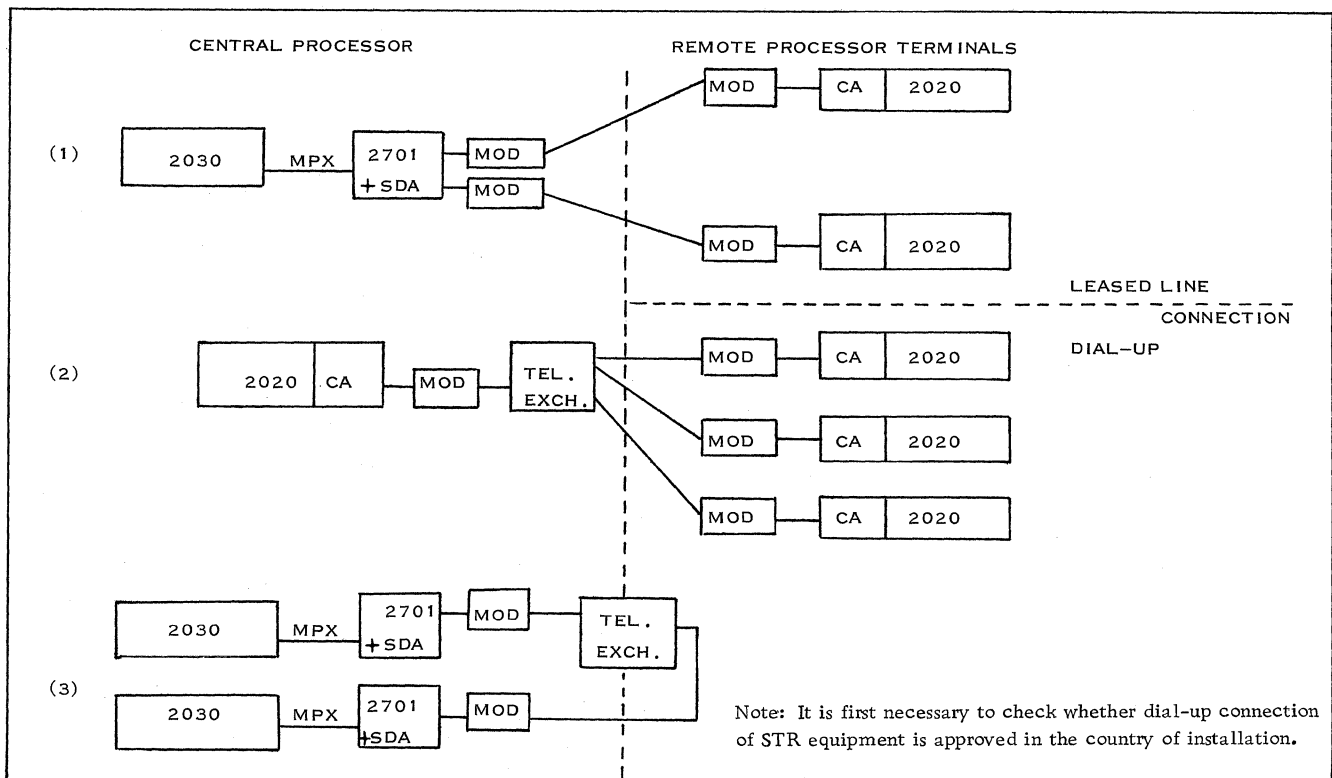 CENTRAL PROCESSOR
REMOTE PROCESSOR TERMINALS
(1)
2030
MPX
2701
+SDA
MOD
MOD
MOD
CA
2020
MOD
CA
2020
LEASED LINE
CONNECTION
DIAL-UP
(2)
2020
CA
MOD
TEL.
EXCH.
MOD
CA
2020
MOD
CA
2020
MOD
CA
2020
(3)
2030
MPX
2701
+SDA
MOD
TEL.
EXCH.
2030
MPX
2701
+SDA
MOD
Note: It is first necessary to check whether dial-up connection
of STR equipment is approved in the country of installation.